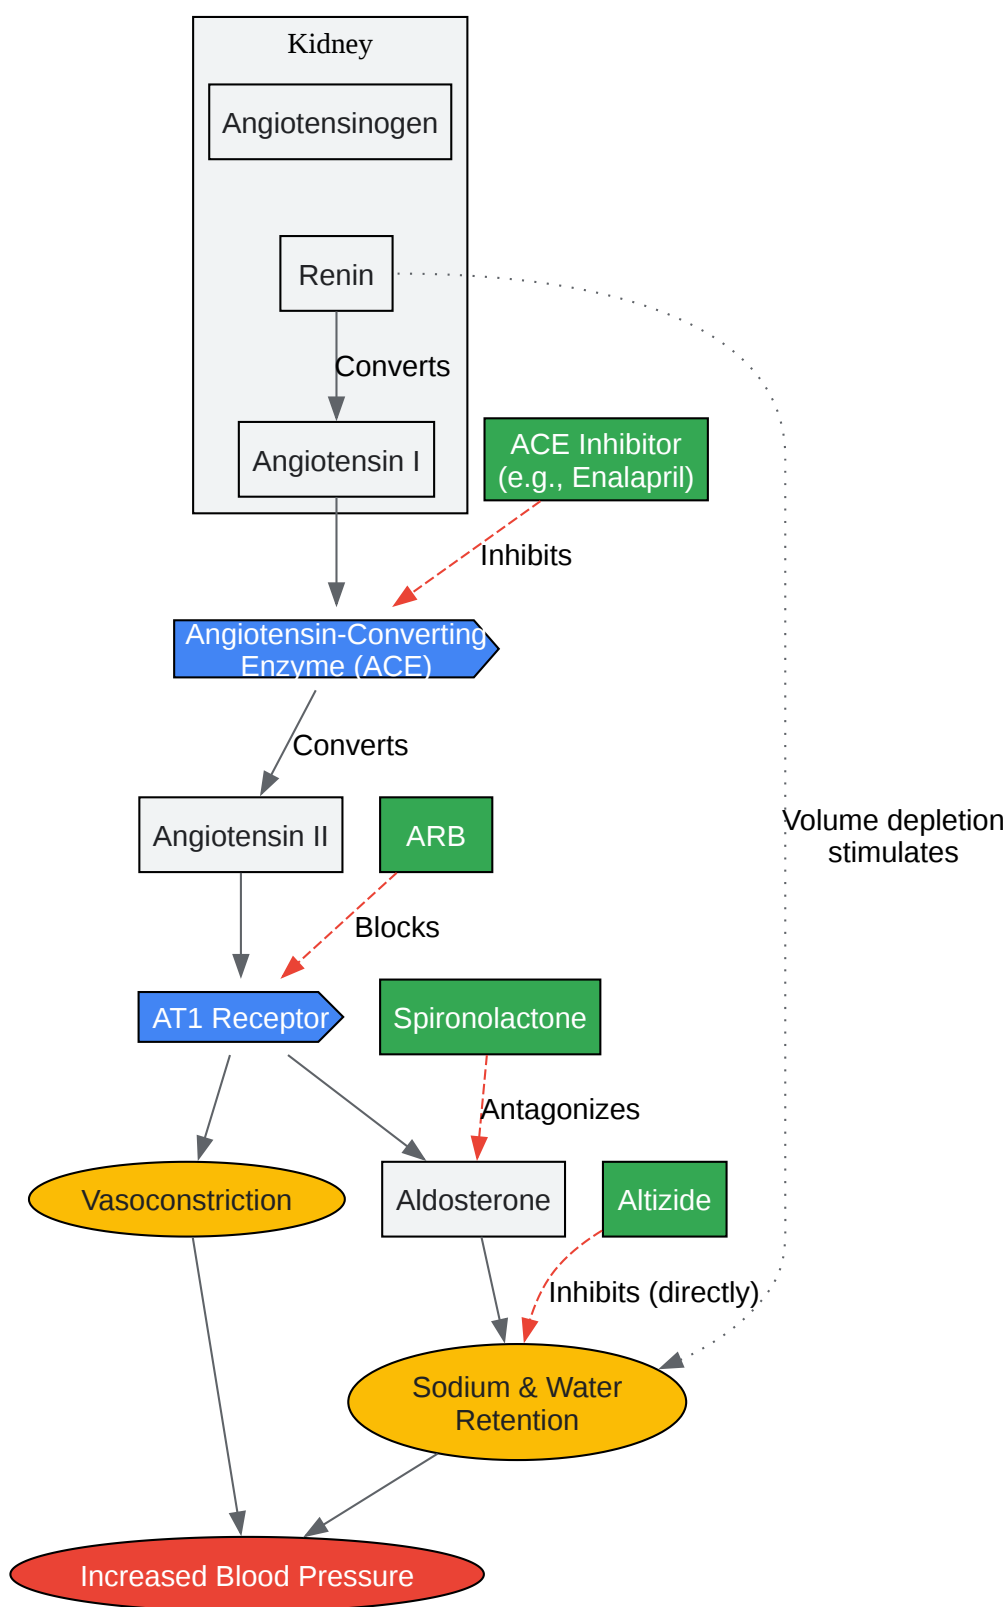 Kidney
Angiotensinogen
Renin
Converts
Angiotensin I
ACE Inhibitor
(e.g., Enalapril)
Inhibits
Angiotensin-Converting
Enzyme (ACE)
Converts
Angiotensin II
ARB
Volume depletion
stimulates
Blocks
AT1 Receptor
Spironolactone
Antagonizes
Vasoconstriction
Aldosterone
Altizide
Inhibits (directly)
Sodium & Water
Retention
Increased Blood Pressure